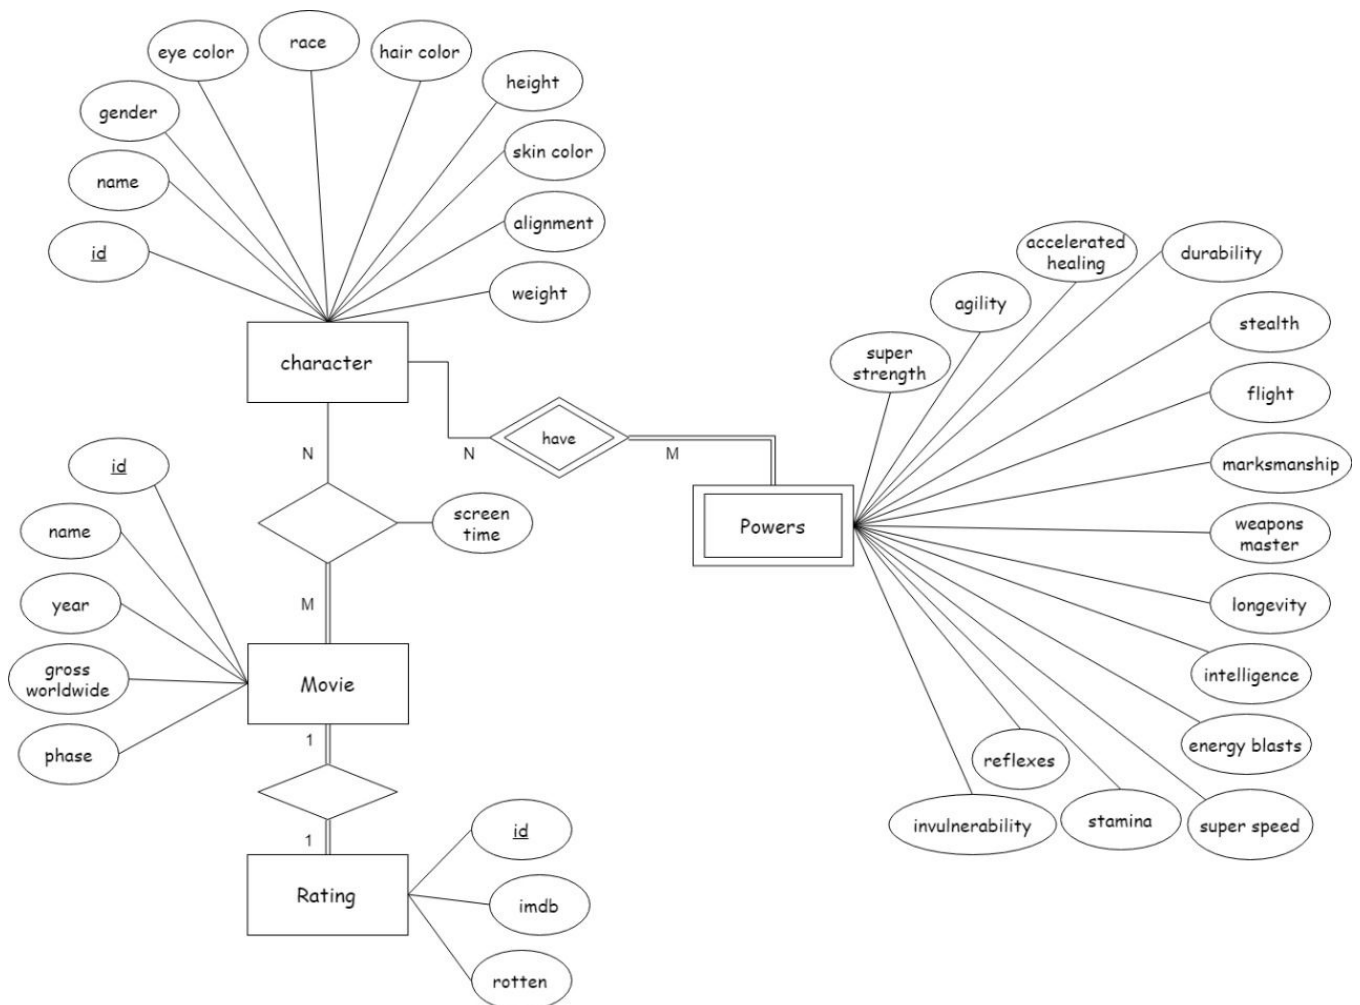 race
eye color
hair color
height
gender
skin color
name
alignment
id
weight
character
accelerated
healing
durability
agility
stealth
super
strength
flight
have
N
M
N
id
marksmanship
name
screen
time
Powers
weapons
master
year
M
longevity
gross
worldwide
Movie
intelligence
phase
1
energy blasts
reflexes
invulnerability
stamina
super speed
1
id
Rating
imdb
rotten